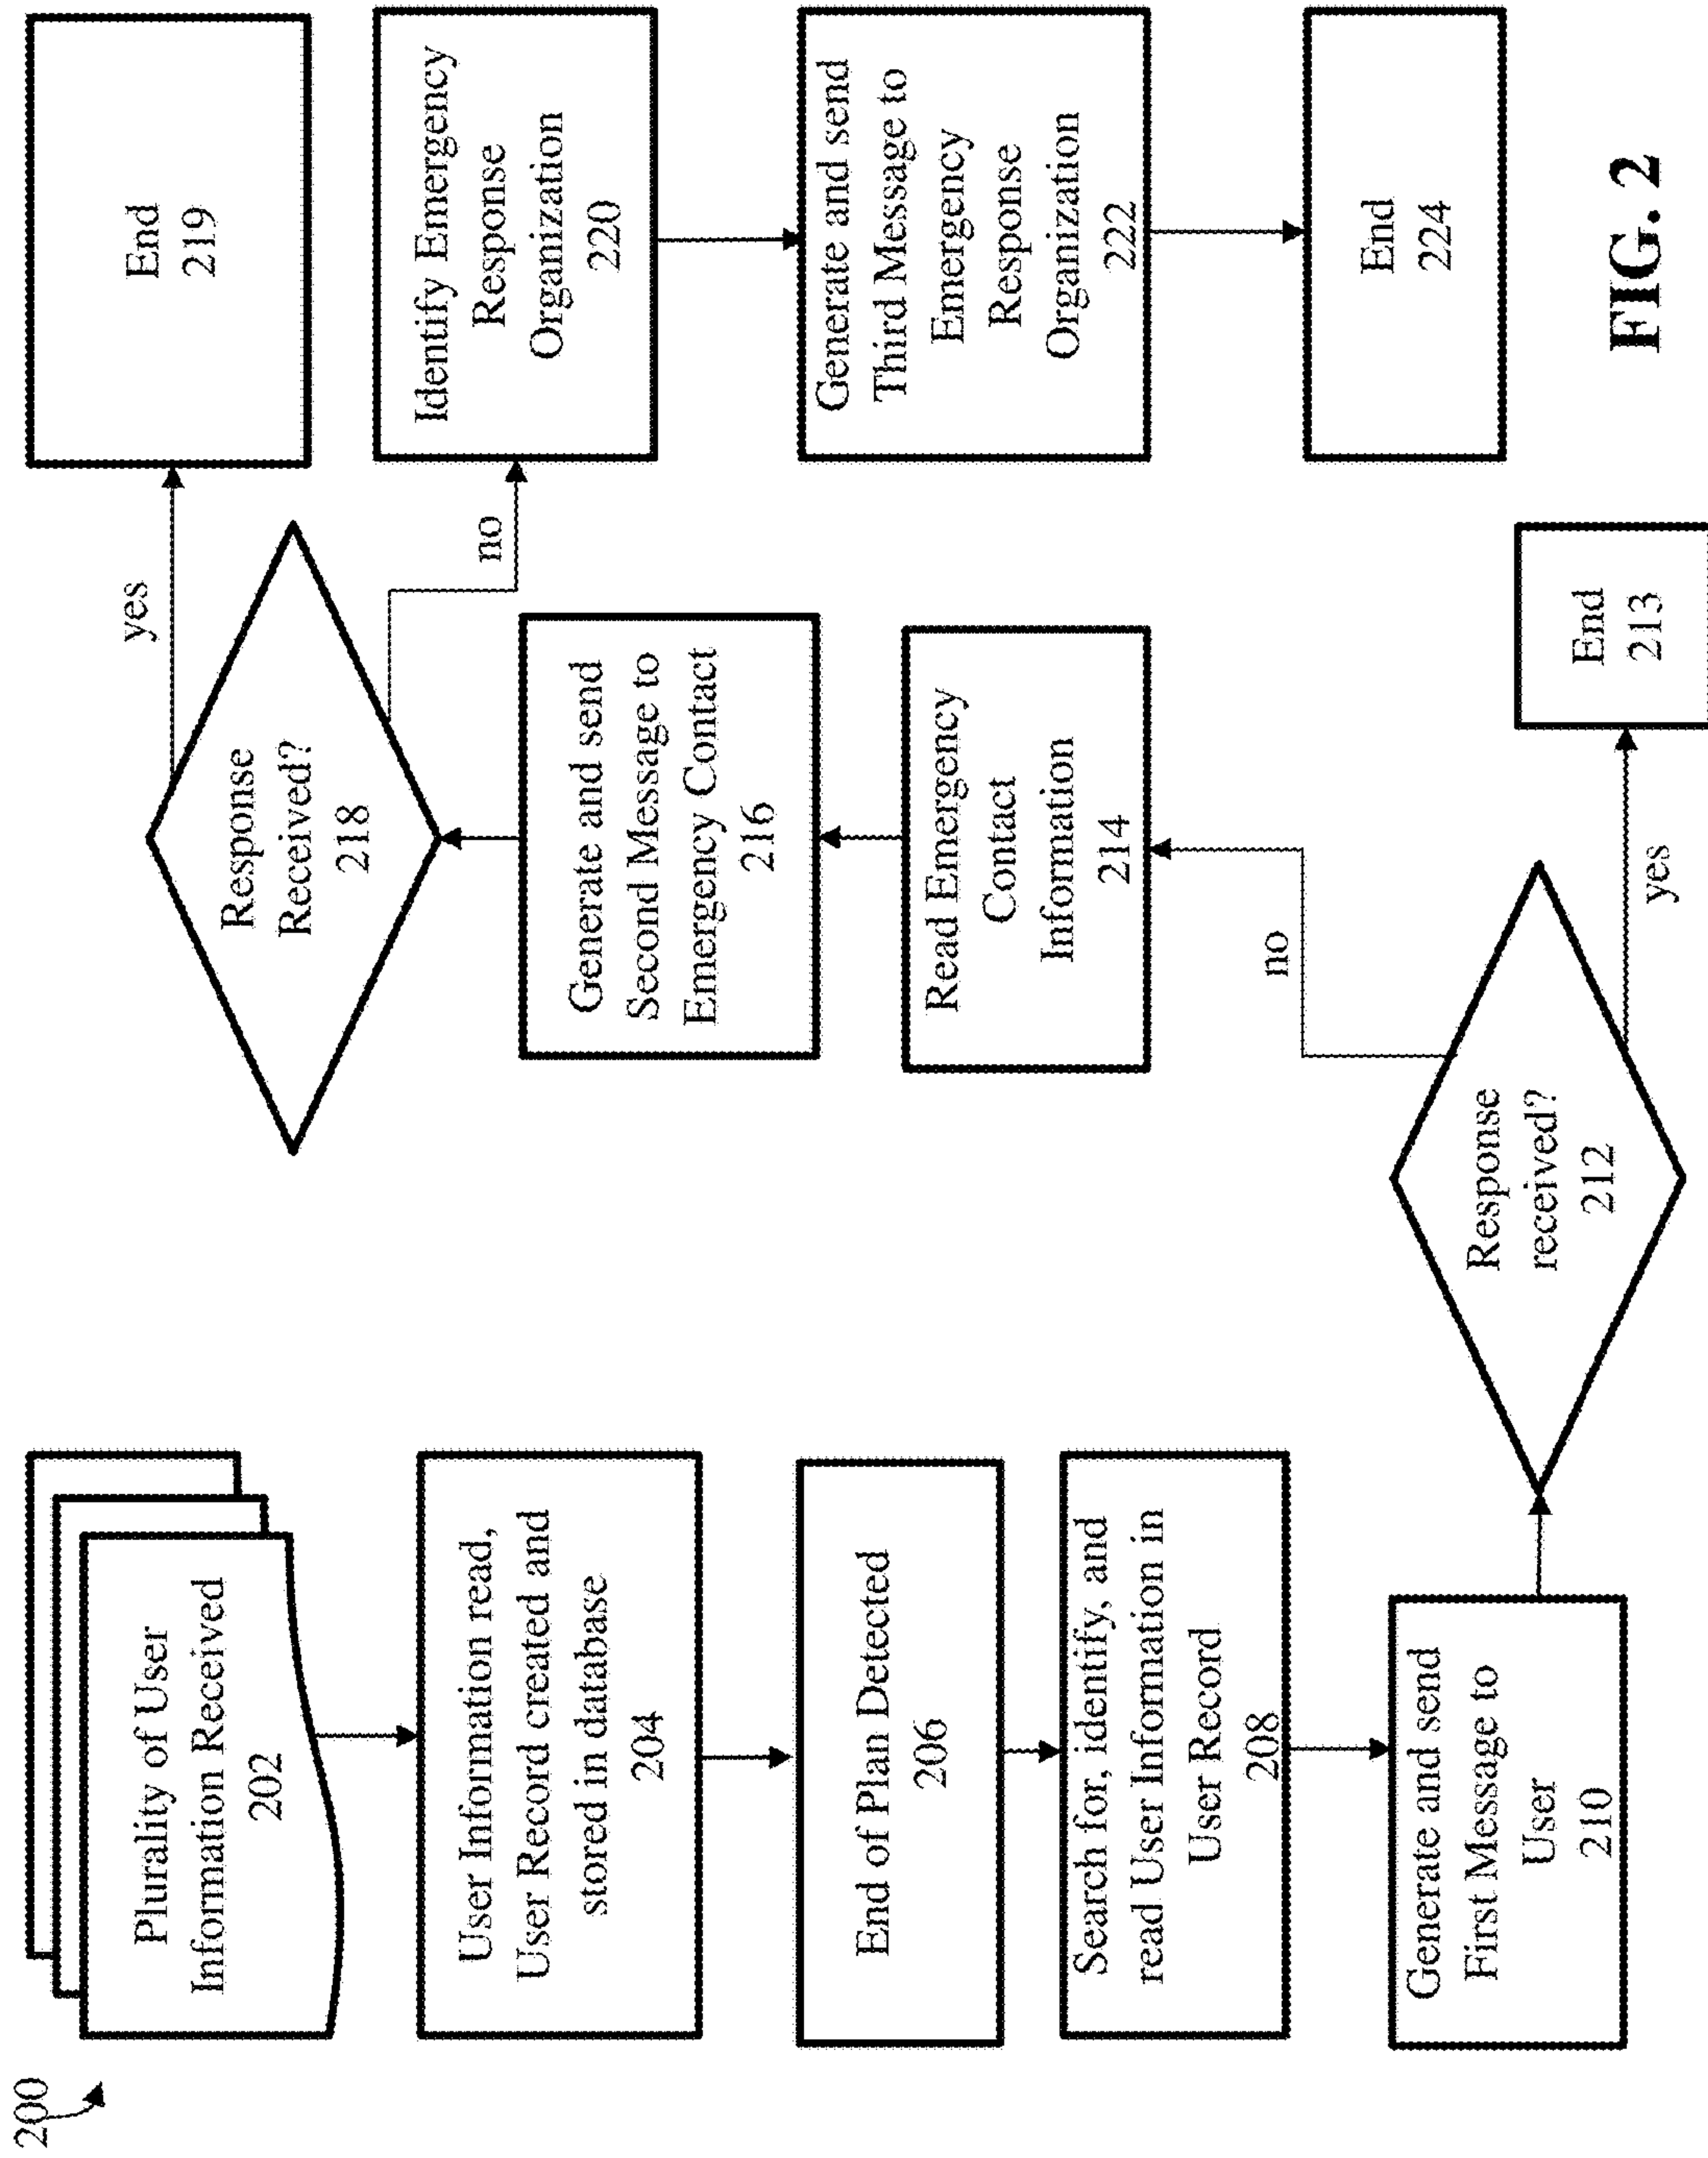 200
Plurality of User
Information Received
202
User Information read,
User Record created and
stored in database
204
End of Plan Detected
206
Search for, identify, and
read User Information in
User Record
208
Generate and send
First Message to
User
210
Response
received?
212
yes
End
213
no
Read Emergency
Contact
Information
214
Generate and send
Second Message to
Emergency Contact
216
Response
Received?
218
yes
End
219
no
Identify Emergency
Response
Organization
220
Generate and send
Third Message to
Emergency
Response
Organization
222
End
224
FIG. 2